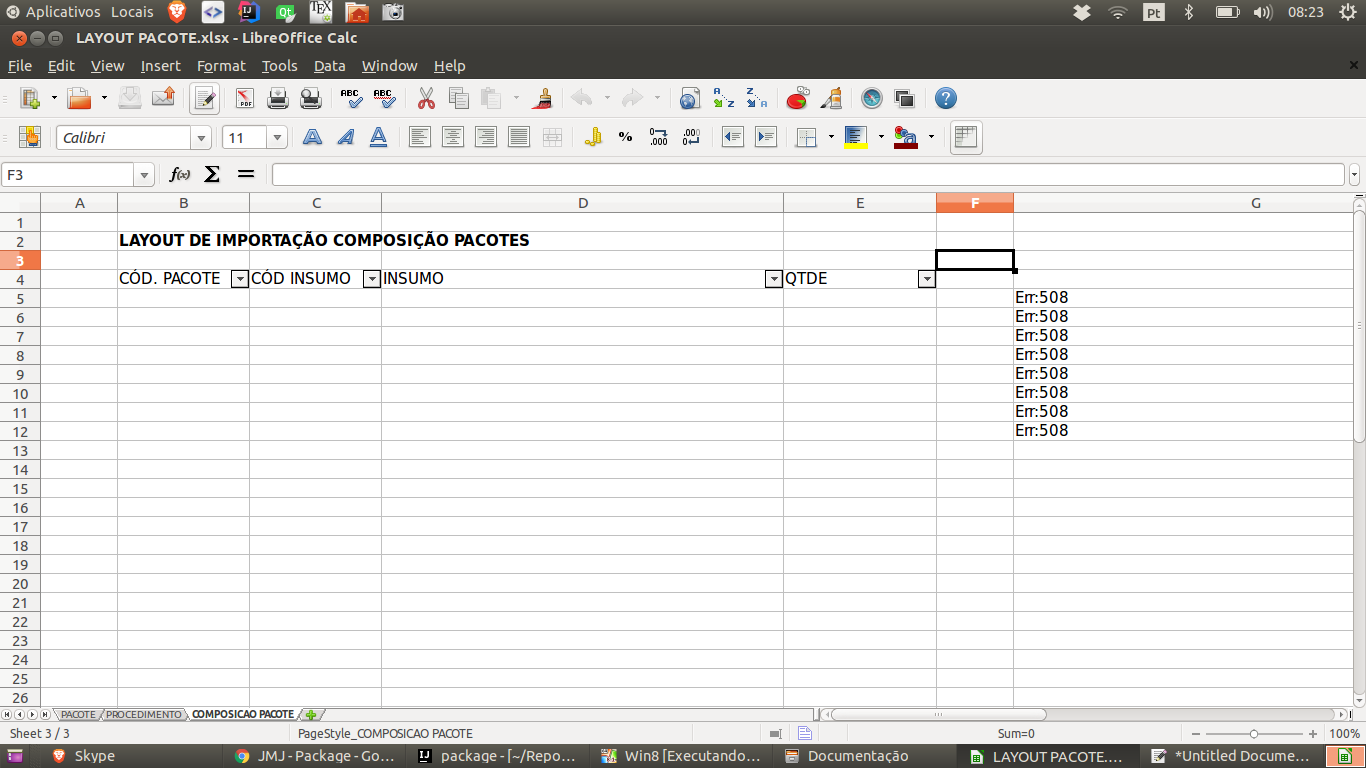 Aplicativos Locais Pt 08:23
LAYOUT PACOTE.xlsx - LibreOffice Calc
File Edit View Insert Format Tools Data Window Help
Calibri 11
F3
A B C D E F G
1
2 LAYOUT DE IMPORTAÇÃO COMPOSIÇÃO PACOTES
3
4 CÓD. PACOTE CÓD INSUMO INSUMO QTDE
5 Err:508
6 Err:508
7 Err:508
8 Err:508
9 Err:508
10 Err:508
11 Err:508
12 Err:508
13
14
15
16
17
18
19
20
21
22
23
24
25
26
PACOTE PROCEDIMENTO COMPOSICAO PACOTE
Sheet 3 / 3 PageStyle_COMPOSICAO PACOTE Sum=0 100%
Skype JMJ - Package - Go... package - [~/Repo... Win8 [Executando... Documentação LAYOUT PACOTE.... *Untitled Docume...